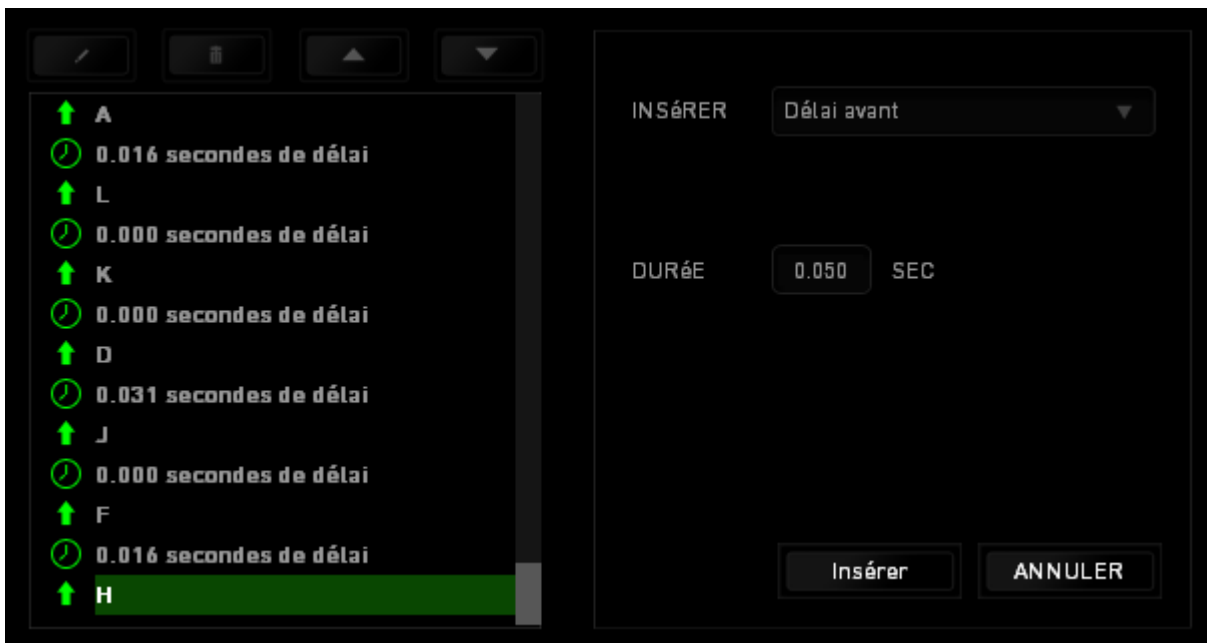 A
0.016 secondes de délai
L
0.000 secondes de délai
K
0.000 secondes de délai
D
0.031 secondes de délai
J
0.000 secondes de délai
F
0.016 secondes de délai
H
INSéRER Délai avant
DURéE 0.050 SEC
Insérer ANNULER